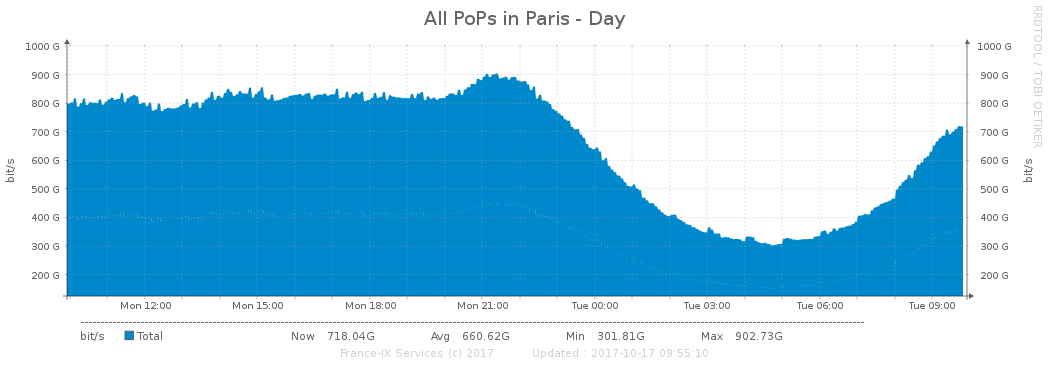 All PoPs in Paris - Day
RRDTOOL / TOBI OETIKER
1000 G 1000 G
900 G 900 G
800 G 800 G
700 G 700 G
600 G 600 G
500 G 500 G
400 G 400 G
300 G 300 G
200 G 200 G
bit/s bit/s
Mon 12:00 Mon 15:00 Mon 18:00 Mon 21:00 Tue 00:00 Tue 03:00 Tue 06:00 Tue 09:00
bit/s Total Now 718.04G Avg 660.62G Min 301.81G Max 902.73G
France-IX Services (c) 2017 Updated : 2017-10-17 09:55:10